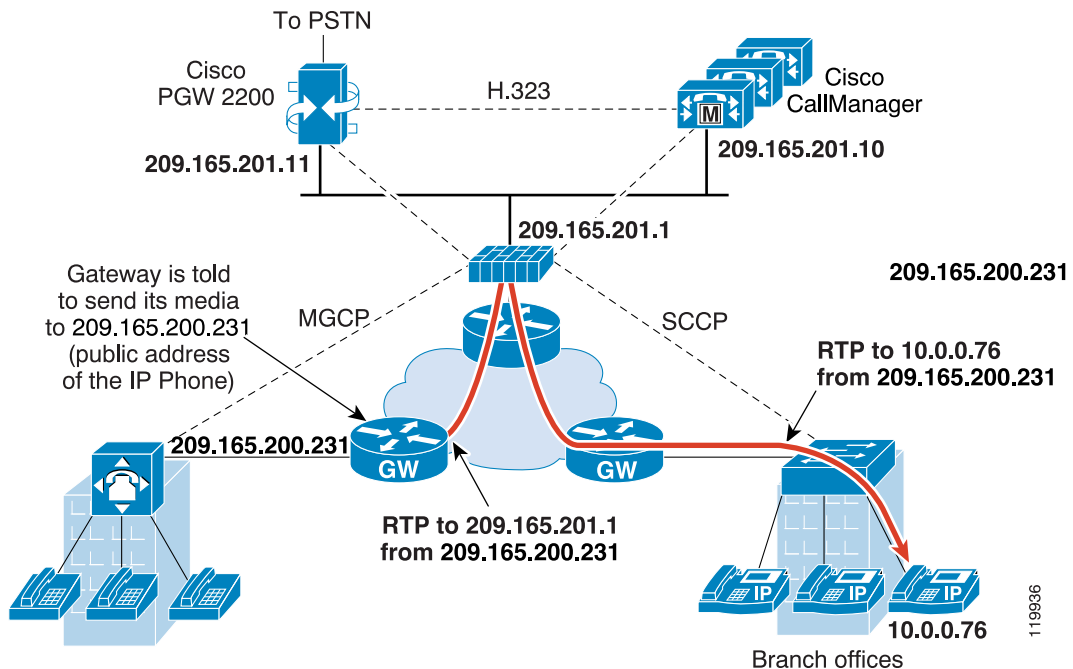 To PSTN
Cisco
PGW 2200
H.323
Cisco
CallManager
M
209.165.201.11
209.165.201.10
209.165.201.1
Gateway is told
to send its media
to 209.165.200.231
(public address
of the IP Phone)
MGCP
SCCP
209.165.200.231
RTP to 10.0.0.76
from 209.165.200.231
209.165.200.231
GW
GW
RTP to 209.165.201.1
from 209.165.200.231
IP
IP
IP
10.0.0.76
Branch offices
119936